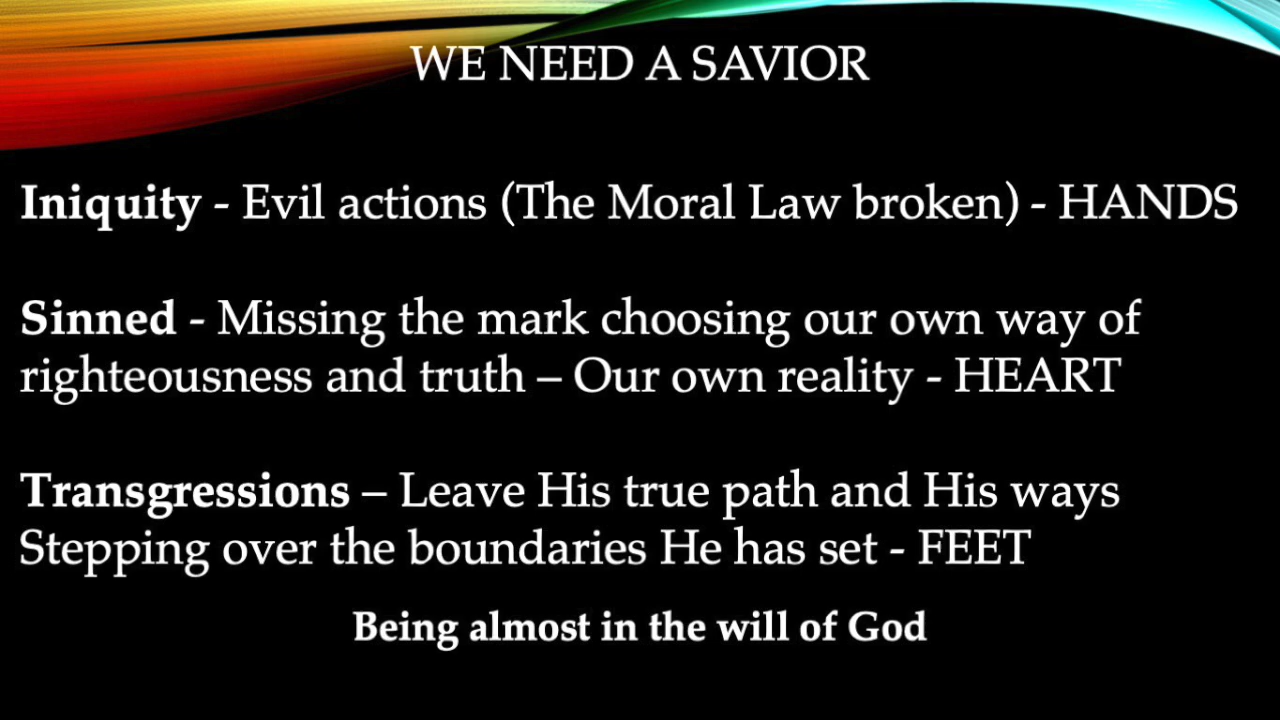 WE NEED A SAVIOR
Iniquity - Evil actions (The Moral Law broken) - HANDS
Sinned - Missing the mark choosing our own way of
righteousness and truth – Our own reality - HEART
Transgressions – Leave His true path and His ways
Stepping over the boundaries He has set - FEET
Being almost in the will of God